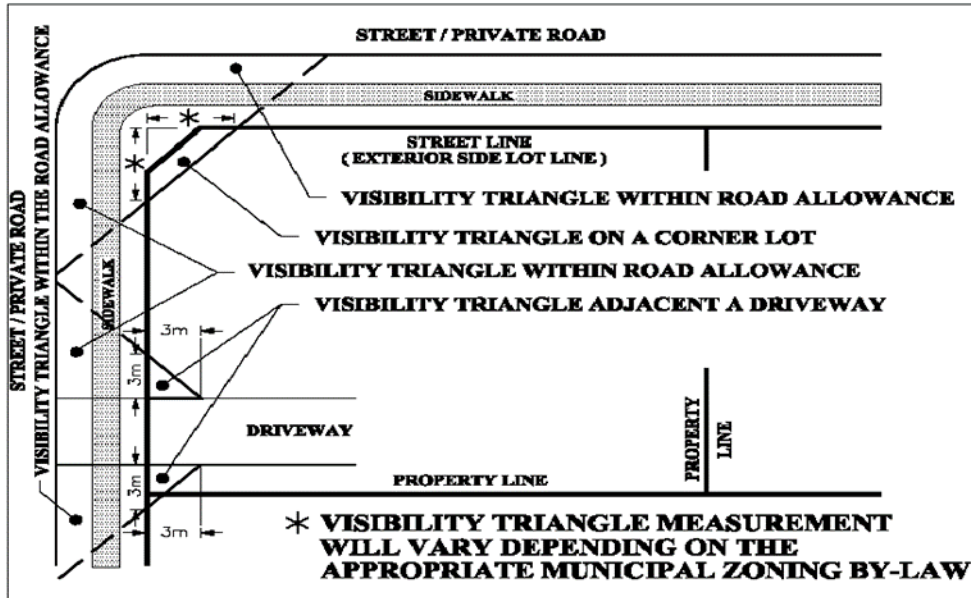 STREET / PRIVATE ROAD
SIDEWALK
*
STREET LINE
( EXTERIOR SIDE LOT LINE )
*
VISIBILITY TRIANGLE WITHIN ROAD ALLOWANCE
VISIBILITY TRIANGLE ON A CORNER LOT
VISIBILITY TRIANGLE WITHIN ROAD ALLOWANCE
VISIBILITY TRIANGLE ADJACENT A DRIVEWAY
STREET / PRIVATE ROAD
VISIBILITY TRIANGLE WITHIN THE ROAD ALLOWANCE
SIDEWALK
3m
3m
DRIVEWAY
PROPERTY
LINE
PROPERTY LINE
3m
3m
* VISIBILITY TRIANGLE MEASUREMENT
WILL VARY DEPENDING ON THE
APPROPRIATE MUNICIPAL ZONING BY-LAW